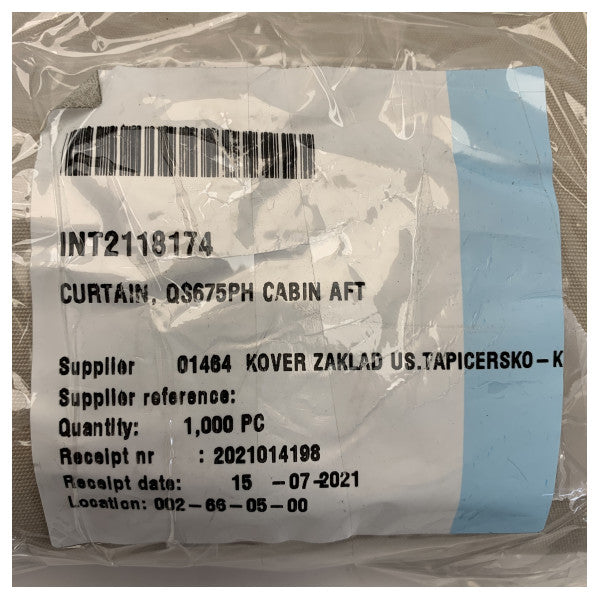 INT2118174
CURTAIN, QS675PH CABIN AFT
Supplier 01464 KOVER ZAKLAD US.TAPICERSKO-K
Supplier reference:
Quantity: 1,000 PC
Receipt nr : 2021014198
Receipt date: 15 -07-2021
Location: 002-66-05-00